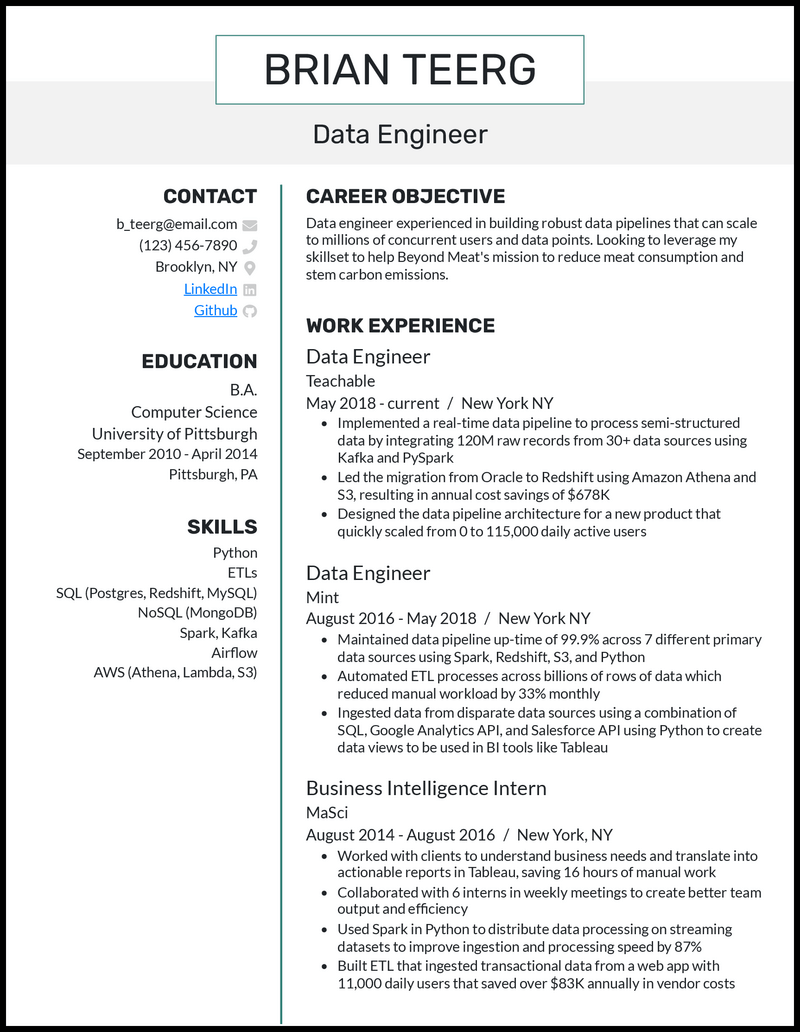 BRIAN TEERG
Data Engineer
CONTACT
b_teerg@email.com
(123) 456-7890
Brooklyn, NY
LinkedIn
Github
EDUCATION
B.A.
Computer Science
University of Pittsburgh
September 2010 - April 2014
Pittsburgh, PA
SKILLS
Python
ETLs
SQL (Postgres, Redshift, MySQL)
NoSQL (MongoDB)
Spark, Kafka
Airflow
AWS (Athena, Lambda, S3)
CAREER OBJECTIVE
Data engineer experienced in building robust data pipelines that can scale
to millions of concurrent users and data points. Looking to leverage my
skillset to help Beyond Meat's mission to reduce meat consumption and
stem carbon emissions.
WORK EXPERIENCE
Data Engineer
Teachable
May 2018 - current / New York NY
• Implemented a real-time data pipeline to process semi-structured
data by integrating 120M raw records from 30+ data sources using
Kafka and PySpark
• Led the migration from Oracle to Redshift using Amazon Athena and
S3, resulting in annual cost savings of $678K
• Designed the data pipeline architecture for a new product that
quickly scaled from 0 to 115,000 daily active users
Data Engineer
Mint
August 2016 - May 2018 / New York NY
• Maintained data pipeline up-time of 99.9% across 7 different primary
data sources using Spark, Redshift, S3, and Python
• Automated ETL processes across billions of rows of data which
reduced manual workload by 33% monthly
• Ingested data from disparate data sources using a combination of
SQL, Google Analytics API, and Salesforce API using Python to create
data views to be used in BI tools like Tableau
Business Intelligence Intern
MaSci
August 2014 - August 2016 / New York, NY
• Worked with clients to understand business needs and translate into
actionable reports in Tableau, saving 16 hours of manual work
• Collaborated with 6 interns in weekly meetings to create better team
output and efficiency
• Used Spark in Python to distribute data processing on streaming
datasets to improve ingestion and processing speed by 87%
• Built ETL that ingested transactional data from a web app with
11,000 daily users that saved over $83K annually in vendor costs